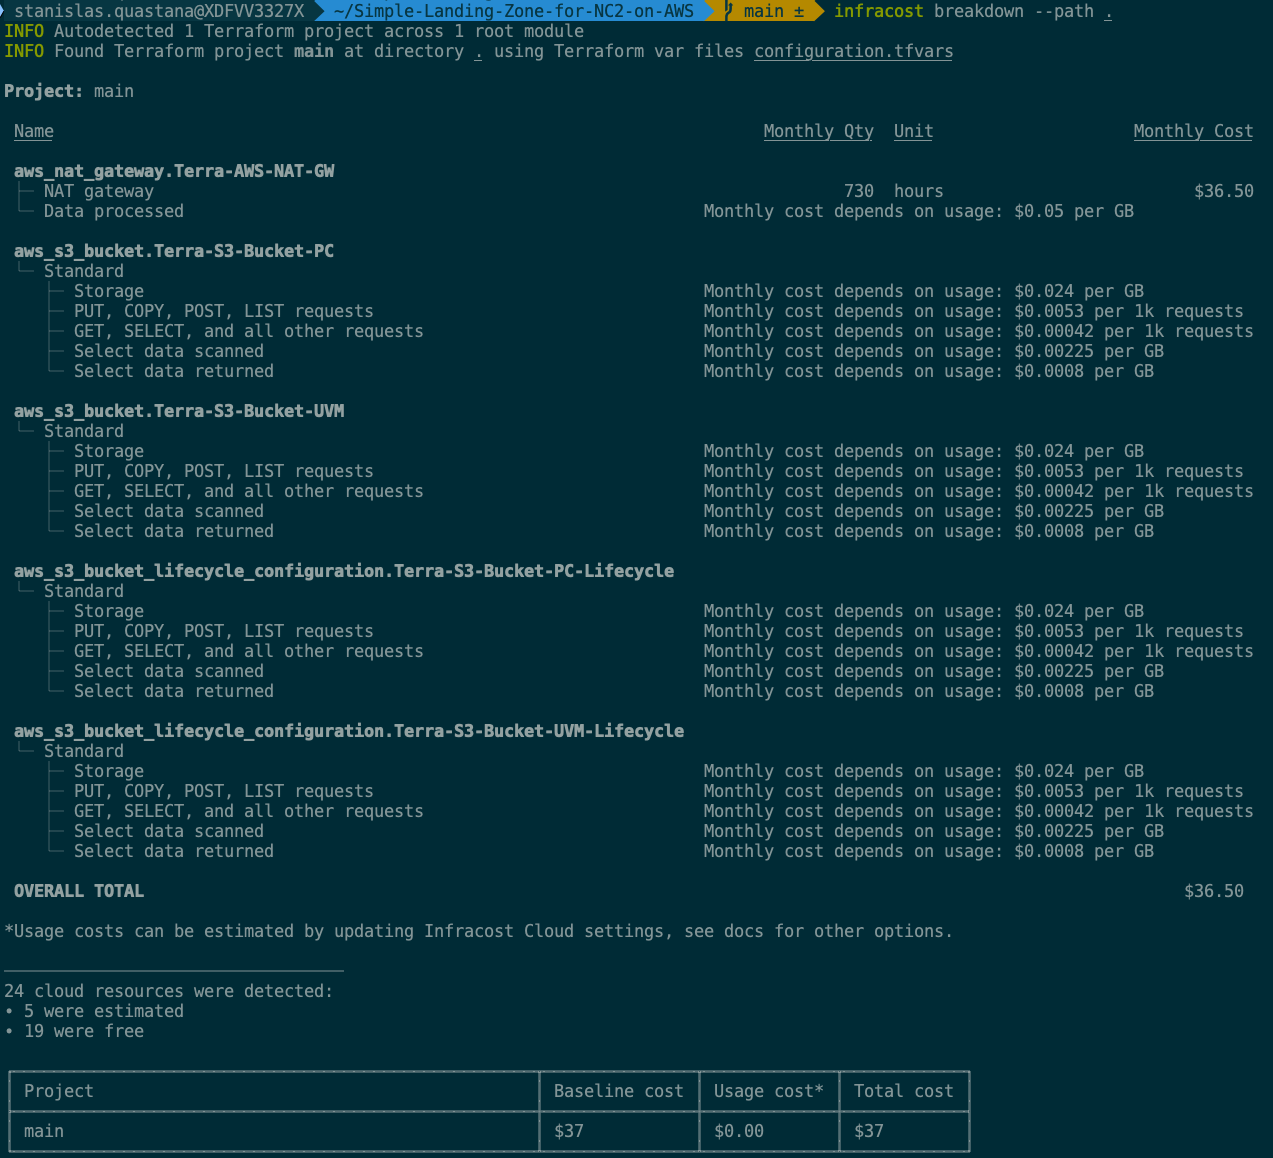 stanilas.quastana@XDFVV3327X ~/Simple-Landing-Zone-for-NC2-on-AWS main ± infracost breakdown --path .
INFO Autodetected 1 Terraform project across 1 root module
INFO Found Terraform project main at directory . using Terraform var files configuration.tfvars
Project: main
Name Monthly Qty Unit Monthly Cost
aws_nat_gateway.Terra-AWS-NAT-GW
├─ NAT gateway 730 hours $36.50
└─ Data processed Monthly cost depends on usage: $0.05 per GB
aws_s3_bucket.Terra-S3-Bucket-PC
└─ Standard
├─ Storage Monthly cost depends on usage: $0.024 per GB
├─ PUT, COPY, POST, LIST requests Monthly cost depends on usage: $0.0053 per 1k requests
├─ GET, SELECT, and all other requests Monthly cost depends on usage: $0.00042 per 1k requests
├─ Select data scanned Monthly cost depends on usage: $0.00225 per GB
└─ Select data returned Monthly cost depends on usage: $0.0008 per GB
aws_s3_bucket.Terra-S3-Bucket-UVM
└─ Standard
├─ Storage Monthly cost depends on usage: $0.024 per GB
├─ PUT, COPY, POST, LIST requests Monthly cost depends on usage: $0.0053 per 1k requests
├─ GET, SELECT, and all other requests Monthly cost depends on usage: $0.00042 per 1k requests
├─ Select data scanned Monthly cost depends on usage: $0.00225 per GB
└─ Select data returned Monthly cost depends on usage: $0.0008 per GB
aws_s3_bucket_lifecycle_configuration.Terra-S3-Bucket-PC-Lifecycle
└─ Standard
├─ Storage Monthly cost depends on usage: $0.024 per GB
├─ PUT, COPY, POST, LIST requests Monthly cost depends on usage: $0.0053 per 1k requests
├─ GET, SELECT, and all other requests Monthly cost depends on usage: $0.00042 per 1k requests
├─ Select data scanned Monthly cost depends on usage: $0.00225 per GB
└─ Select data returned Monthly cost depends on usage: $0.0008 per GB
aws_s3_bucket_lifecycle_configuration.Terra-S3-Bucket-UVM-Lifecycle
└─ Standard
├─ Storage Monthly cost depends on usage: $0.024 per GB
├─ PUT, COPY, POST, LIST requests Monthly cost depends on usage: $0.0053 per 1k requests
├─ GET, SELECT, and all other requests Monthly cost depends on usage: $0.00042 per 1k requests
├─ Select data scanned Monthly cost depends on usage: $0.00225 per GB
└─ Select data returned Monthly cost depends on usage: $0.0008 per GB
OVERALL TOTAL $36.50
*Usage costs can be estimated by updating Infracost Cloud settings, see docs for other options.
24 cloud resources were detected:
• 5 were estimated
• 19 were free
Project Baseline cost Usage cost* Total cost
main $37 $0.00 $37